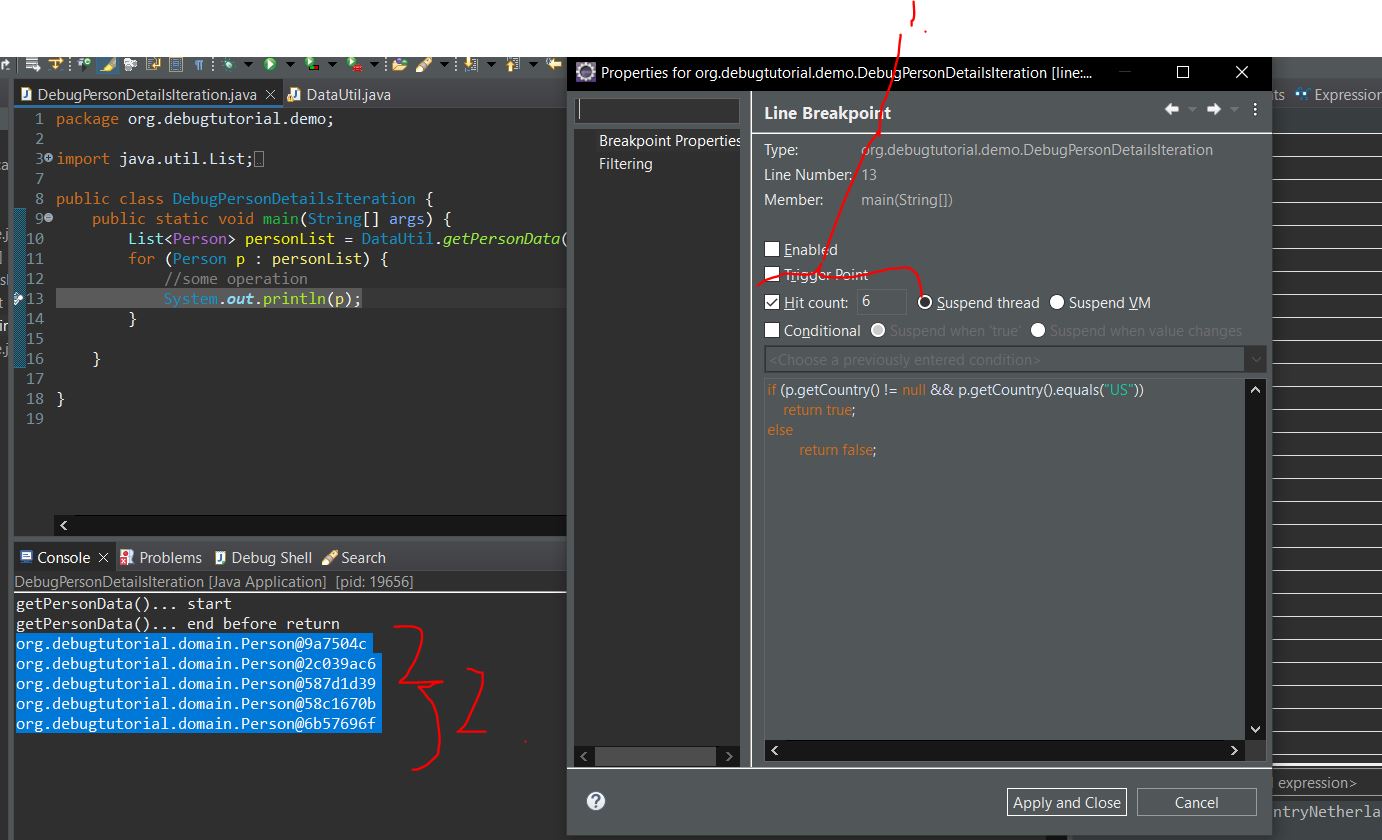 1.
DebugPersonDetailsIteration.java
DataUtil.java
1 package org.debugtutorial.demo;
2
3 import java.util.List;
7
8 public class DebugPersonDetailsIteration {
9 public static void main(String[] args) {
10 List<Person> personList = DataUtil.getPersonData(
11 for (Person p : personList) {
12 //some operation
13 System.out.println(p);
14 }
15
16 }
17
18 }
19
Console
Problems
Debug Shell
Search
DebugPersonDetailsIteration [Java Application] [pid: 19656]
getPersonData()... start
getPersonData()... end before return
org.debugtutorial.domain.Person@9a7504c
org.debugtutorial.domain.Person@2c039ac6
org.debugtutorial.domain.Person@587d1d39
org.debugtutorial.domain.Person@58c1670b
org.debugtutorial.domain.Person@6b57696f
2.
Properties for org.debugtutorial.demo.DebugPersonDetailsIteration [line:...
Breakpoint Properties
Filtering
Line Breakpoint
Type: org.debugtutorial.demo.DebugPersonDetailsIteration
Line Number: 13
Member: main(String[])
Enabled
Trigger Point
Hit count: 6 Suspend thread Suspend VM
Conditional Suspend when 'true' Suspend when value changes
<Choose a previously entered condition>
if (p.getCountry() != null && p.getCountry().equals("US"))
return true;
else
return false;
Apply and Close
Cancel
ts
Expression
expression>
ntryNetherla